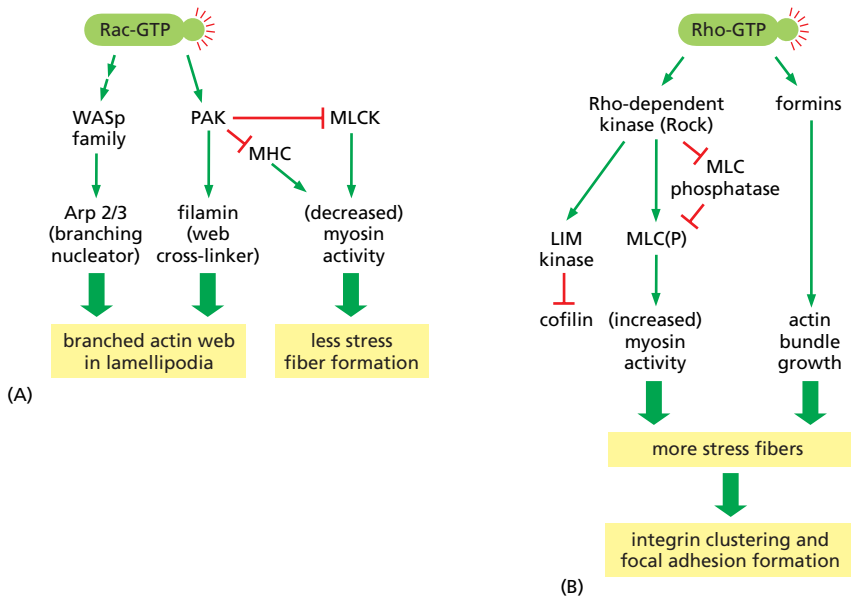 Rac-GTP
WASp
family
PAK
MLCK
MHC
Arp 2/3
(branching
nucleator)
filamin
(web
cross-linker)
(decreased)
myosin
activity
branched actin web
in lamellipodia
less stress
fiber formation
(A)
Rho-GTP
Rho-dependent
kinase (Rock)
formins
MLC
phosphatase
LIM
kinase
MLC(P)
cofilin
(increased)
myosin
activity
actin
bundle
growth
more stress fibers
integrin clustering and
focal adhesion formation
(B)